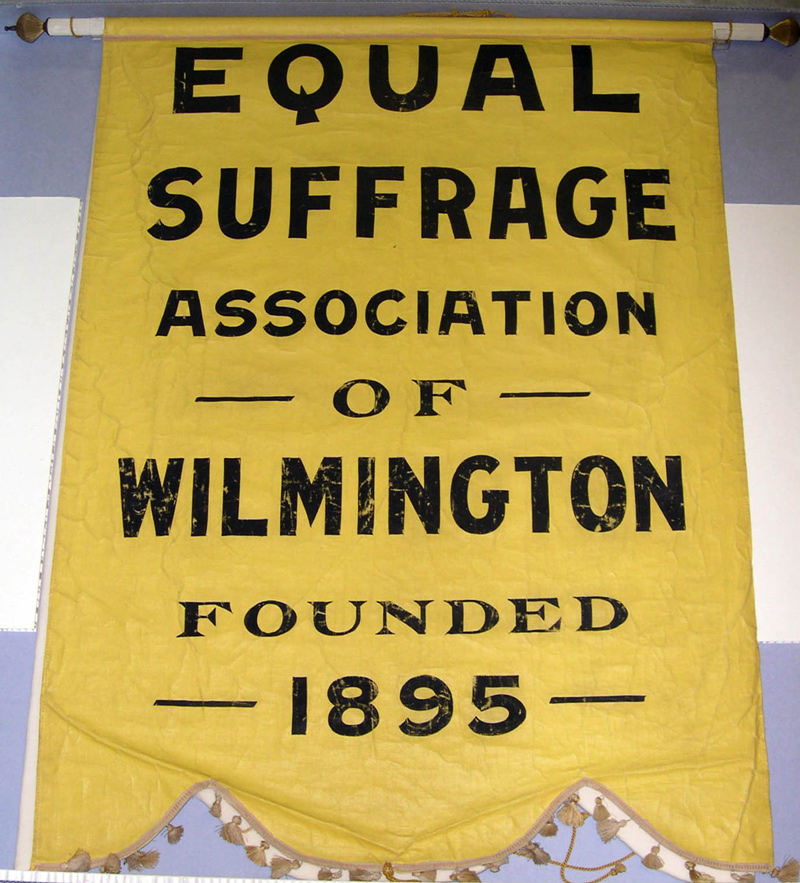 EQUAL
SUFFRAGE
ASSOCIATION
— OF —
WILMINGTON
FOUNDED
— 1895 —